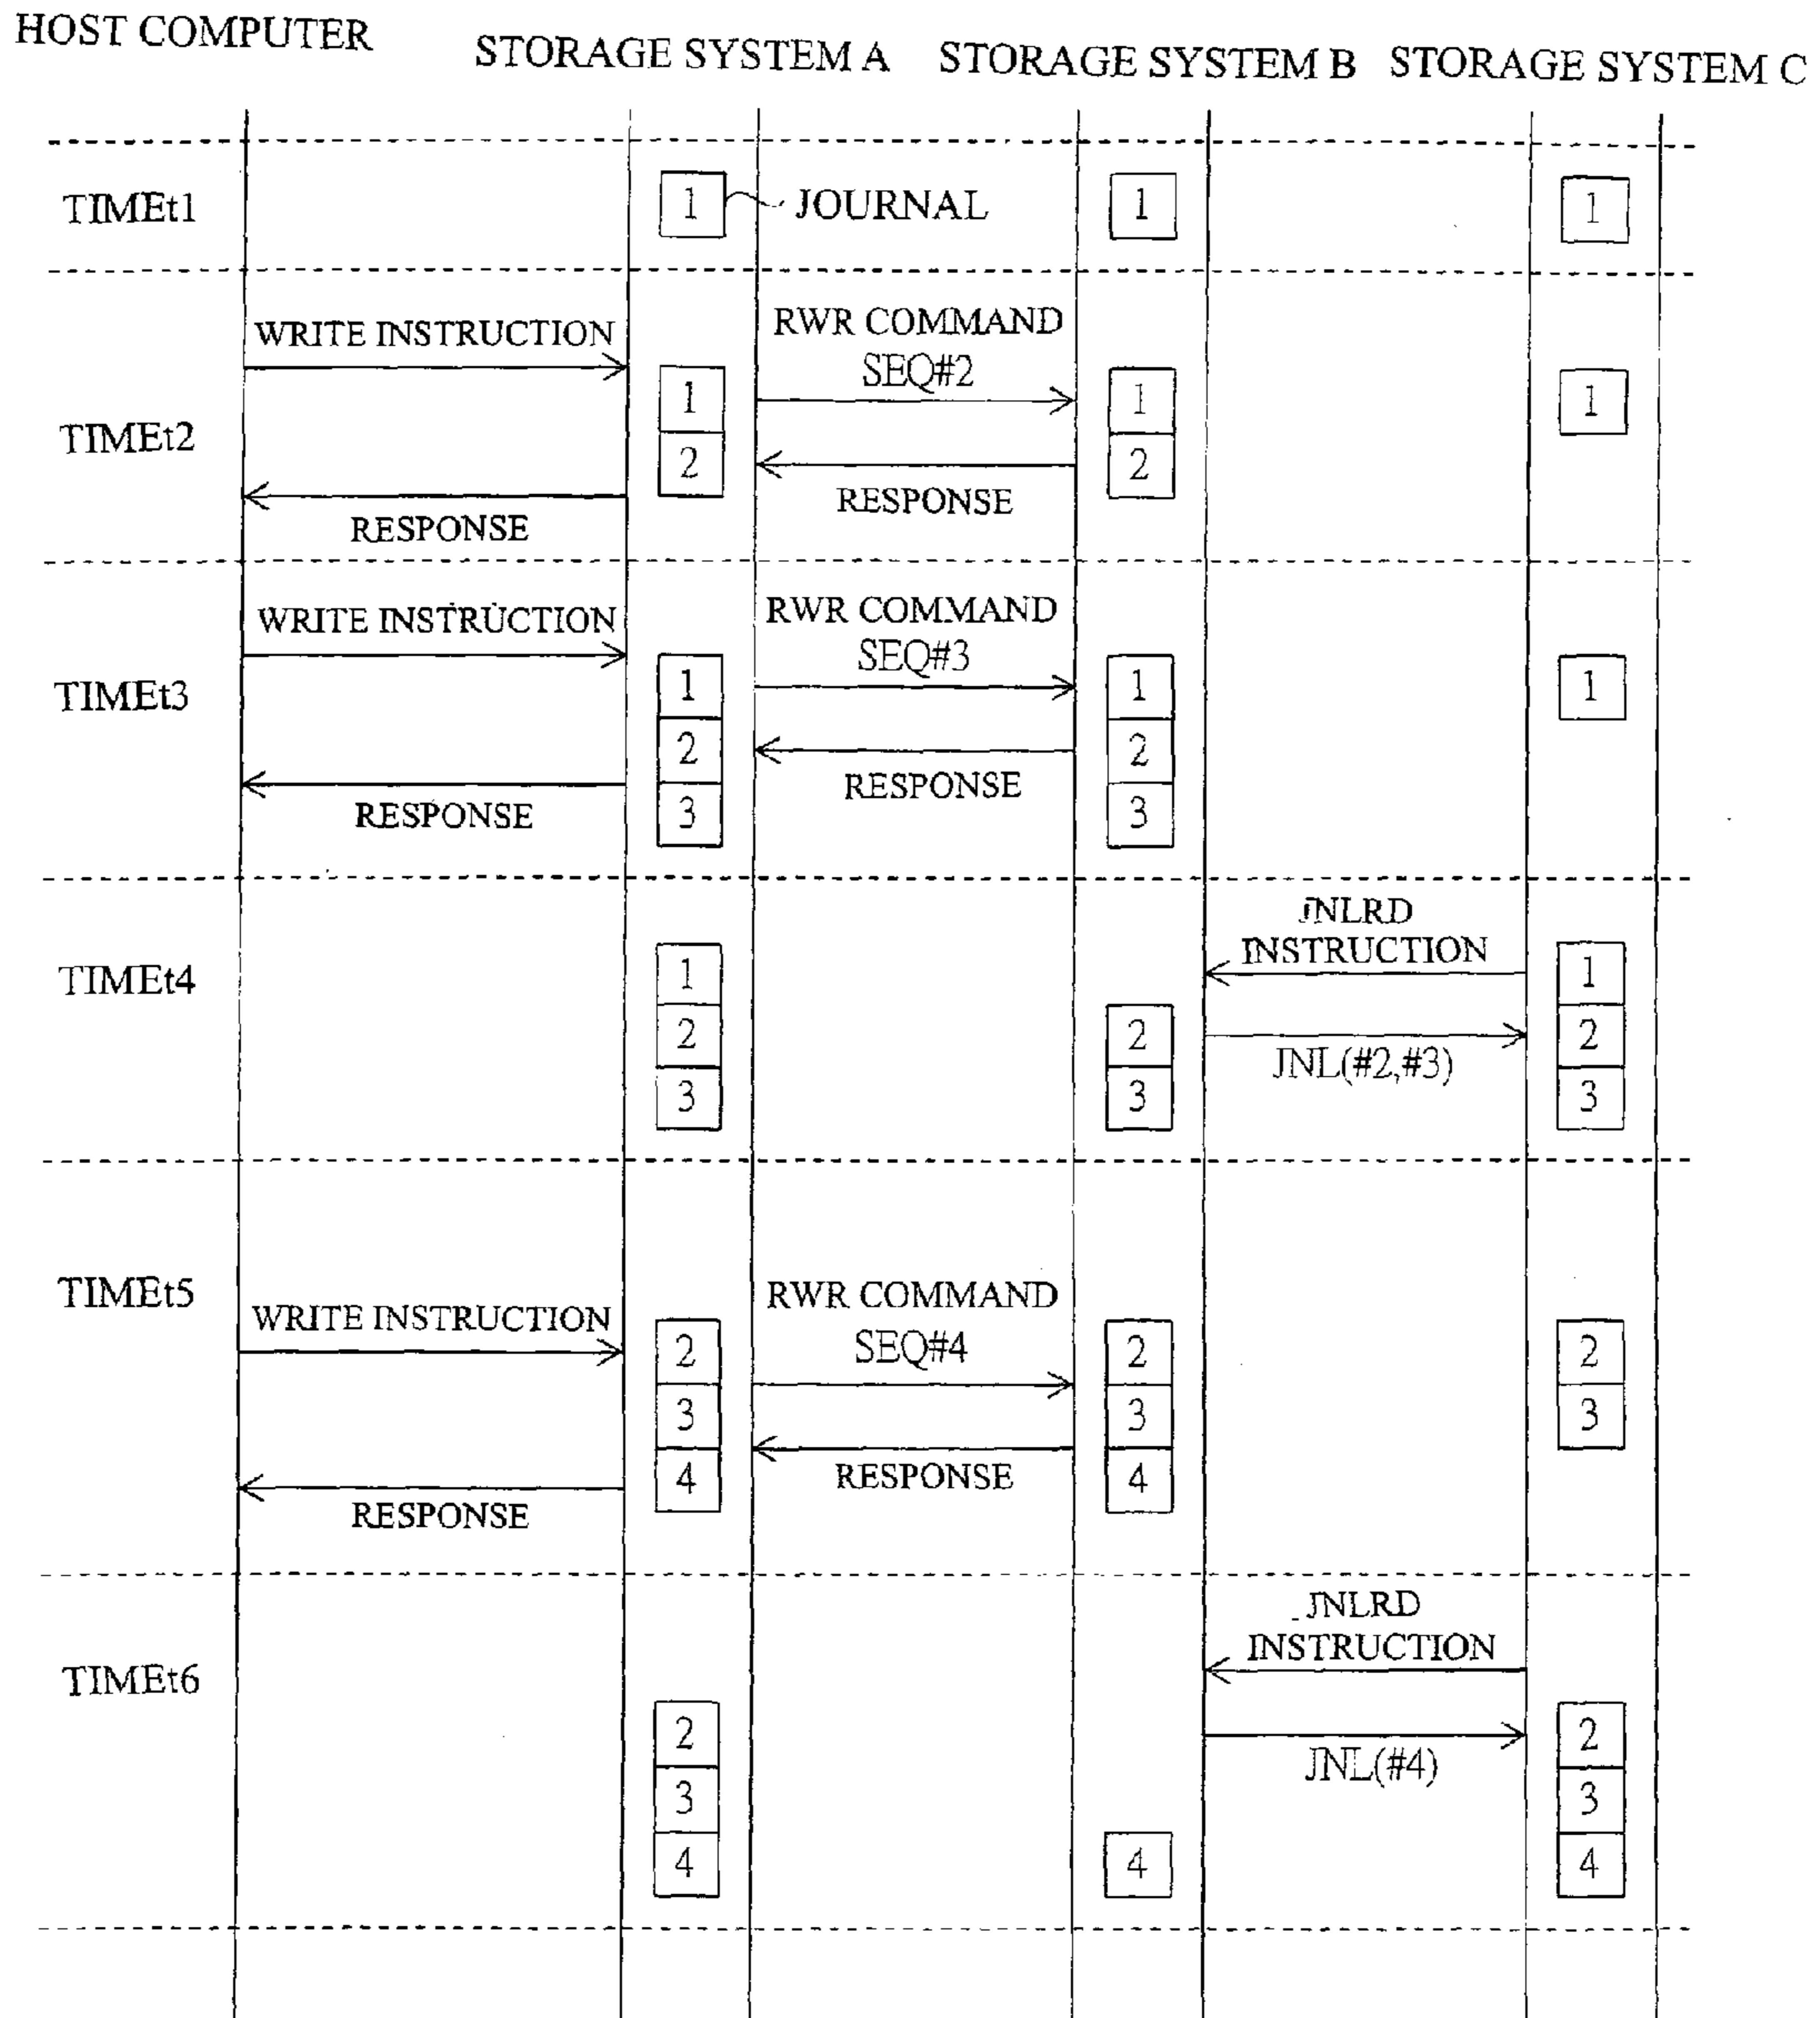 HOST COMPUTER
STORAGE SYSTEM A STORAGE SYSTEM B STORAGE SYSTEM C
TIMEt1
1 JOURNAL 1 1
WRITE INSTRUCTION
RWR COMMAND
SEQ#2
TIMEt2
1 1 1
2 2
RESPONSE
RESPONSE
WRITE INSTRUCTION
RWR COMMAND
SEQ#3
TIMEt3
1 1 1
2 2
RESPONSE
3 3
RESPONSE
JNLRD
INSTRUCTION
TIMEt4
1 1
2 2 2
JNL(#2,#3)
3 3 3
TIMEt5
WRITE INSTRUCTION
RWR COMMAND
SEQ#4
2 2 2
3 3 3
RESPONSE
4 4
RESPONSE
JNLRD
INSTRUCTION
TIMEt6
2 2
JNL(#4)
3 3
4 4 4